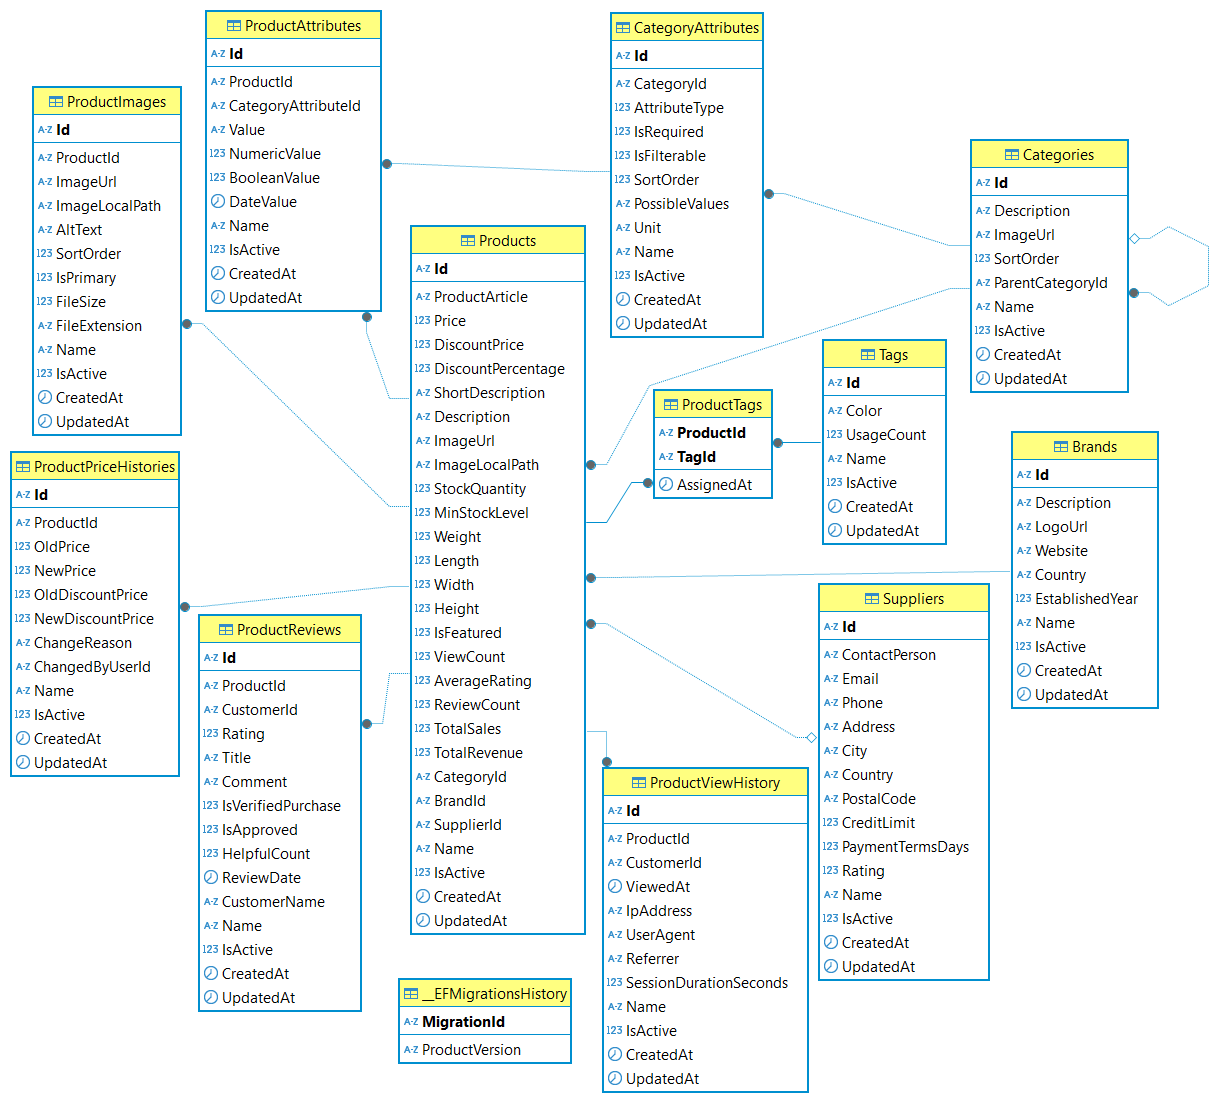 ProductAttributes
A-Z Id
A-Z ProductId
A-Z CategoryAttributeId
A-Z Value
123 NumericValue
123 BooleanValue
DateValue
A-Z Name
123 IsActive
CreatedAt
UpdatedAt
CategoryAttributes
A-Z Id
A-Z CategoryId
123 AttributeType
123 IsRequired
123 IsFilterable
123 SortOrder
A-Z PossibleValues
A-Z Unit
A-Z Name
123 IsActive
CreatedAt
UpdatedAt
ProductImages
A-Z Id
A-Z ProductId
A-Z ImageUrl
A-Z ImageLocalPath
A-Z AltText
123 SortOrder
123 IsPrimary
123 FileSize
A-Z FileExtension
A-Z Name
123 IsActive
CreatedAt
UpdatedAt
Categories
A-Z Id
A-Z Description
A-Z ImageUrl
123 SortOrder
A-Z ParentCategoryId
A-Z Name
123 IsActive
CreatedAt
UpdatedAt
Products
A-Z Id
A-Z ProductArticle
123 Price
123 DiscountPrice
123 DiscountPercentage
A-Z ShortDescription
A-Z Description
A-Z ImageUrl
A-Z ImageLocalPath
123 StockQuantity
123 MinStockLevel
123 Weight
123 Length
123 Width
123 Height
123 IsFeatured
123 ViewCount
123 AverageRating
123 ReviewCount
123 TotalSales
123 TotalRevenue
A-Z CategoryId
A-Z BrandId
A-Z SupplierId
A-Z Name
123 IsActive
CreatedAt
UpdatedAt
Tags
A-Z Id
A-Z Color
123 UsageCount
A-Z Name
123 IsActive
CreatedAt
UpdatedAt
ProductTags
A-Z ProductId
A-Z TagId
AssignedAt
Brands
A-Z Id
A-Z Description
A-Z LogoUrl
A-Z Website
A-Z Country
123 EstablishedYear
A-Z Name
123 IsActive
CreatedAt
UpdatedAt
ProductPriceHistories
A-Z Id
A-Z ProductId
123 OldPrice
123 NewPrice
123 OldDiscountPrice
123 NewDiscountPrice
A-Z ChangeReason
A-Z ChangedByUserId
A-Z Name
123 IsActive
CreatedAt
UpdatedAt
Suppliers
A-Z Id
A-Z ContactPerson
A-Z Email
A-Z Phone
A-Z Address
A-Z City
A-Z Country
A-Z PostalCode
123 CreditLimit
123 PaymentTermsDays
123 Rating
A-Z Name
123 IsActive
CreatedAt
UpdatedAt
ProductReviews
A-Z Id
A-Z ProductId
A-Z CustomerId
123 Rating
A-Z Title
A-Z Comment
123 IsVerifiedPurchase
123 IsApproved
123 HelpfulCount
ReviewDate
A-Z CustomerName
A-Z Name
123 IsActive
CreatedAt
UpdatedAt
ProductViewHistory
A-Z Id
A-Z ProductId
A-Z CustomerId
ViewedAt
A-Z IpAddress
A-Z UserAgent
A-Z Referrer
123 SessionDurationSeconds
A-Z Name
123 IsActive
CreatedAt
UpdatedAt
__EFMigrationsHistory
A-Z MigrationId
A-Z ProductVersion